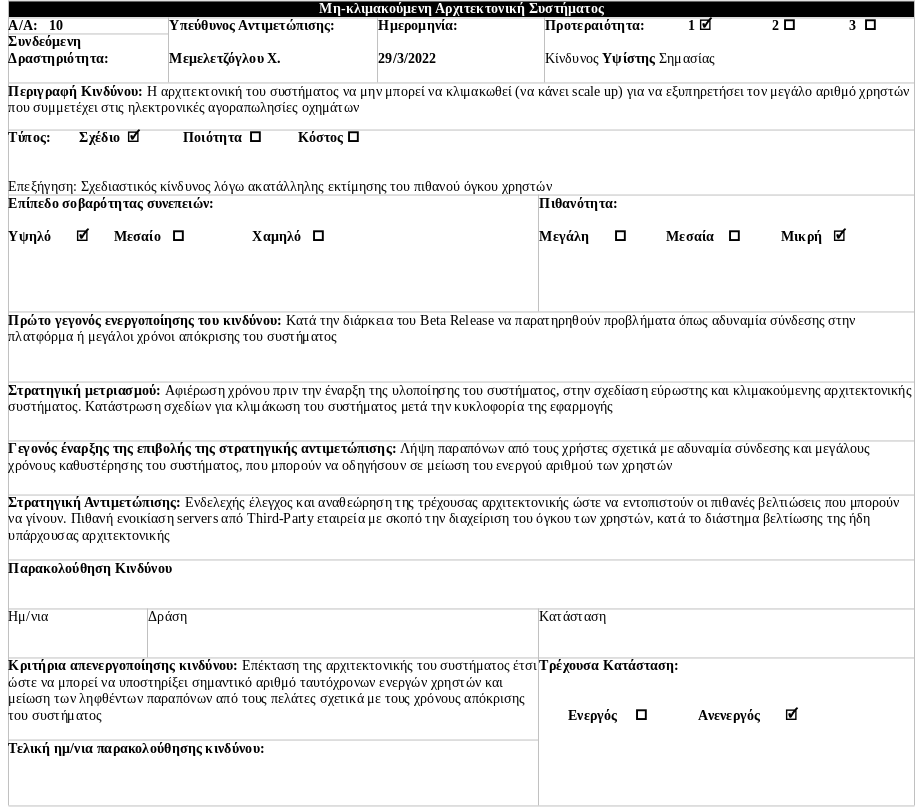 Μη-κλιμακούμενη Αρχιτεκτονική Συστήματος
Α/Α: 10 Υπεύθυνος Αντιμετώπισης: Ημερομηνία: Προτεραιότητα: 1 ☑ 2 ☐ 3 ☐
Συνδεόμενη
Δραστηριότητα: Μεμελετζόγλου Χ. 29/3/2022 Κίνδυνος Υψίστης Σημασίας
Περιγραφή Κινδύνου: Η αρχιτεκτονική του συστήματος να μην μπορεί να κλιμακωθεί (να κάνει scale up) για να εξυπηρετήσει τον μεγάλο αριθμό χρηστών
που συμμετέχει στις ηλεκτρονικές αγοραπωλησίες οχημάτων
Τύπος: Σχέδιο ☑ Ποιότητα ☐ Κόστος ☐
Επεξήγηση: Σχεδιαστικός κίνδυνος λόγω ακατάλληλης εκτίμησης του πιθανού όγκου χρηστών
Επίπεδο σοβαρότητας συνεπειών: Πιθανότητα:
Υψηλό ☑ Μεσαίο ☐ Χαμηλό ☐ Μεγάλη ☐ Μεσαία ☐ Μικρή ☑
Πρώτο γεγονός ενεργοποίησης του κινδύνου: Κατά την διάρκεια του Beta Release να παρατηρηθούν προβλήματα όπως αδυναμία σύνδεσης στην
πλατφόρμα ή μεγάλοι χρόνοι απόκρισης του συστήματος
Στρατηγική μετριασμού: Αφιέρωση χρόνου πριν την έναρξη της υλοποίησης του συστήματος, στην σχεδίαση εύρωστης και κλιμακούμενης αρχιτεκτονικής
συστήματος. Κατάστρωση σχεδίων για κλιμάκωση του συστήματος μετά την κυκλοφορία της εφαρμογής
Γεγονός έναρξης της επιβολής της στρατηγικής αντιμετώπισης: Λήψη παραπόνων από τους χρήστες σχετικά με αδυναμία σύνδεσης και μεγάλους
χρόνους καθυστέρησης του συστήματος, που μπορούν να οδηγήσουν σε μείωση του ενεργού αριθμού των χρηστών
Στρατηγική Αντιμετώπισης: Ενδελεχής έλεγχος και αναθεώρηση της τρέχουσας αρχιτεκτονικής ώστε να εντοπιστούν οι πιθανές βελτιώσεις που μπορούν
να γίνουν. Πιθανή ενοικίαση servers από Third-Party εταιρεία με σκοπό την διαχείριση του όγκου των χρηστών, κατά το διάστημα βελτίωσης της ήδη
υπάρχουσας αρχιτεκτονικής
Παρακολούθηση Κινδύνου
Ημ/νια Δράση Κατάσταση
Κριτήρια απενεργοποίησης κινδύνου: Επέκταση της αρχιτεκτονικής του συστήματος έτσι Τρέχουσα Κατάσταση:
ώστε να μπορεί να υποστηρίξει σημαντικό αριθμό ταυτόχρονων ενεργών χρηστών και
μείωση των ληφθέντων παραπόνων από τους πελάτες σχετικά με τους χρόνους απόκρισης
του συστήματος Ενεργός ☐ Ανενεργός ☑
Τελική ημ/νια παρακολούθησης κινδύνου: